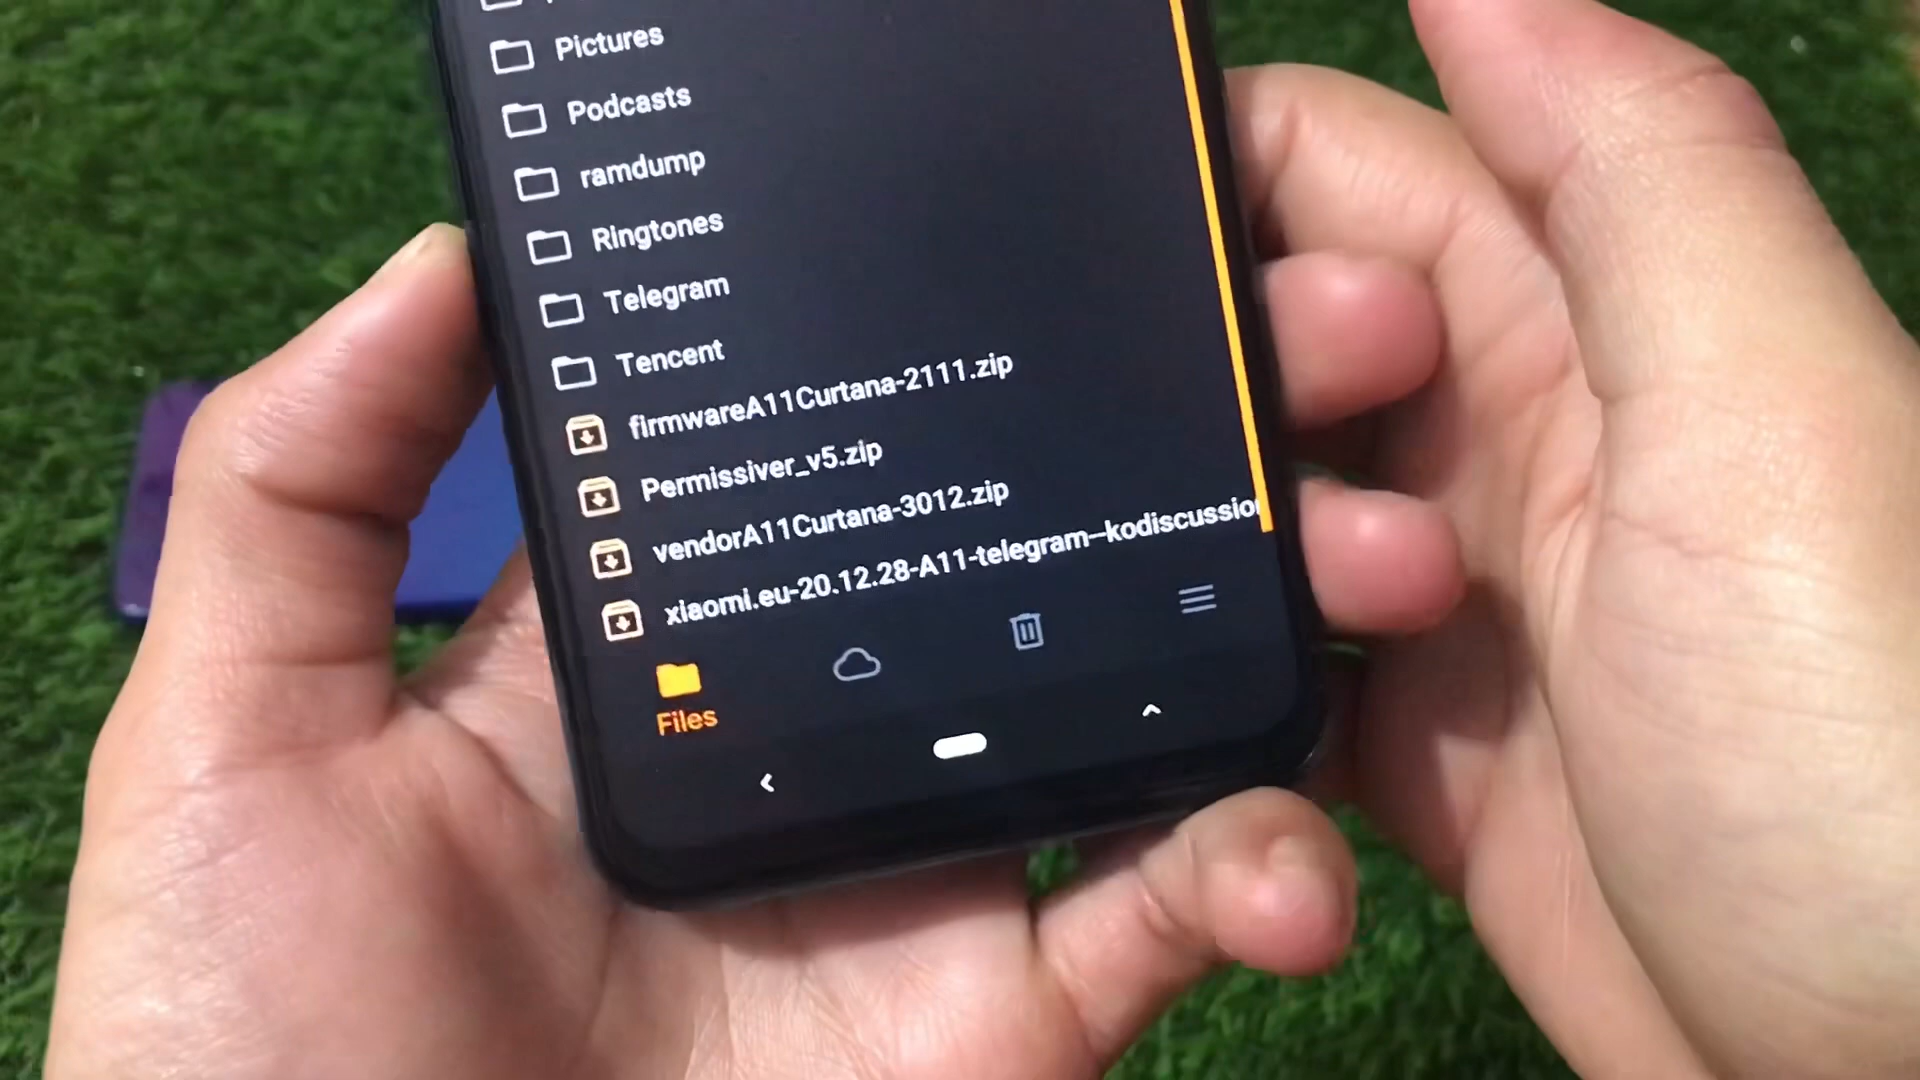 Pictures
Podcasts
ramdump
Ringtones
Telegram
Tencent
firmwareA11Curtana-2111.zip
Permissiver_v5.zip
vendorA11Curtana-3012.zip
xiaomi.eu-20.12.28-A11-telegram--kodiscussion
Files